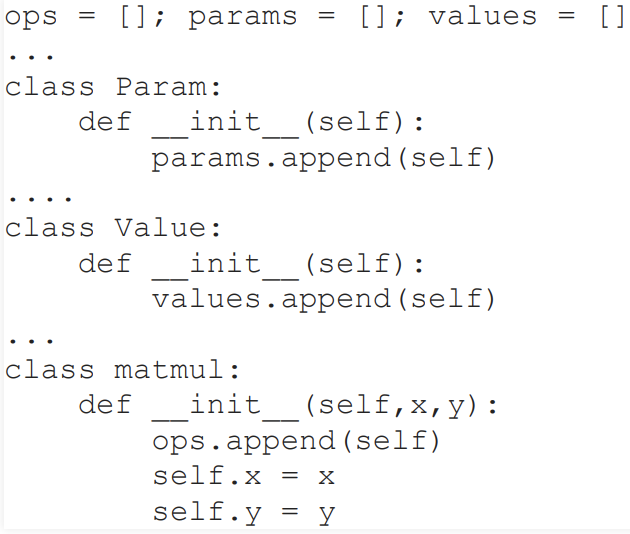 ops = []; params = []; values = []
...
class Param:
    def __init__(self):
        params.append(self)
....
class Value:
    def __init__(self):
        values.append(self)
...
class matmul:
    def __init__(self,x,y):
        ops.append(self)
        self.x = x
        self.y = y